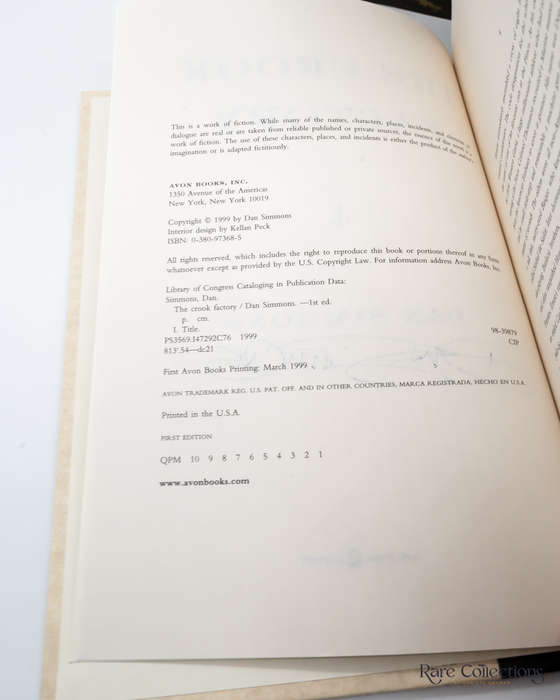 This is a work of fiction. While many of the names, characters, places, incidents, and
dialogue are real or are taken from reliable published or private sources, the essence of this
work of fiction. The use of these characters, places, and incidents is either the product of the author's
imagination or is adapted fictitiously.
AVON BOOKS, INC.
1350 Avenue of the Americas
New York, New York 10019
Copyright © 1999 by Dan Simmons
Interior design by Kellan Peck
ISBN: 0-380-97368-5
All rights reserved, which includes the right to reproduce this book or portions thereof in any form
whatsoever except as provided by the U.S. Copyright Law. For information address Avon Books, Inc.
Library of Congress Cataloging in Publication Data:
Simmons, Dan.
The crook factory / Dan Simmons. —1st ed.
p. cm.
I. Title.
PS3569.I47292C76 1999 98-39879
813'.54—dc21 CIP
First Avon Books Printing: March 1999
AVON TRADEMARK REG. U.S. PAT. OFF. AND IN OTHER COUNTRIES, MARCA REGISTRADA, HECHO EN U.S.A.
Printed in the U.S.A.
FIRST EDITION
QPM 10 9 8 7 6 5 4 3 2 1
www.avonbooks.com
Rare Collections